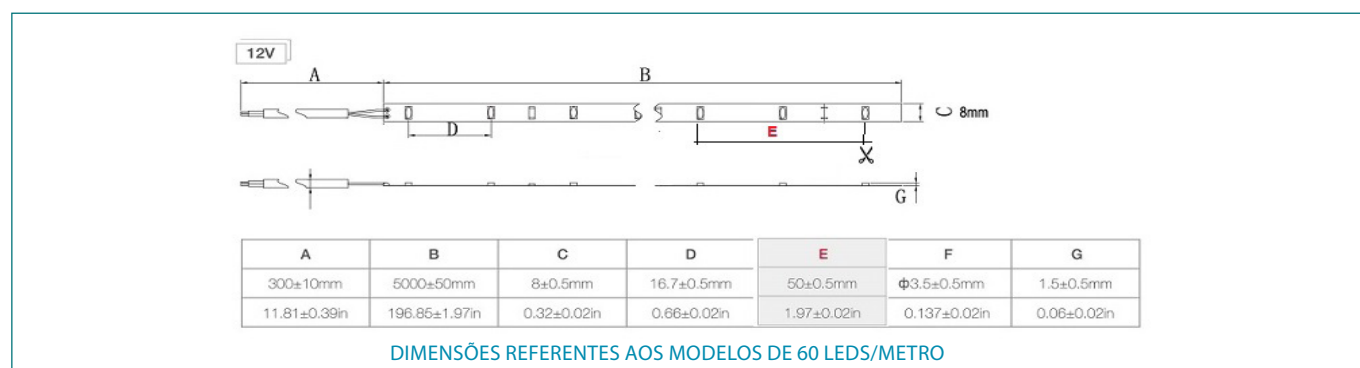 12V
A
B
C 8mm
D
E
G
A B C D E F G
300±10mm 5000±50mm 8±0.5mm 16.7±0.5mm 50±0.5mm Φ3.5±0.5mm 1.5±0.5mm
11.81±0.39in 196.85±1.97in 0.32±0.02in 0.66±0.02in 1.97±0.02in 0.137±0.02in 0.06±0.02in
DIMENSÕES REFERENTES AOS MODELOS DE 60 LEDS/METRO